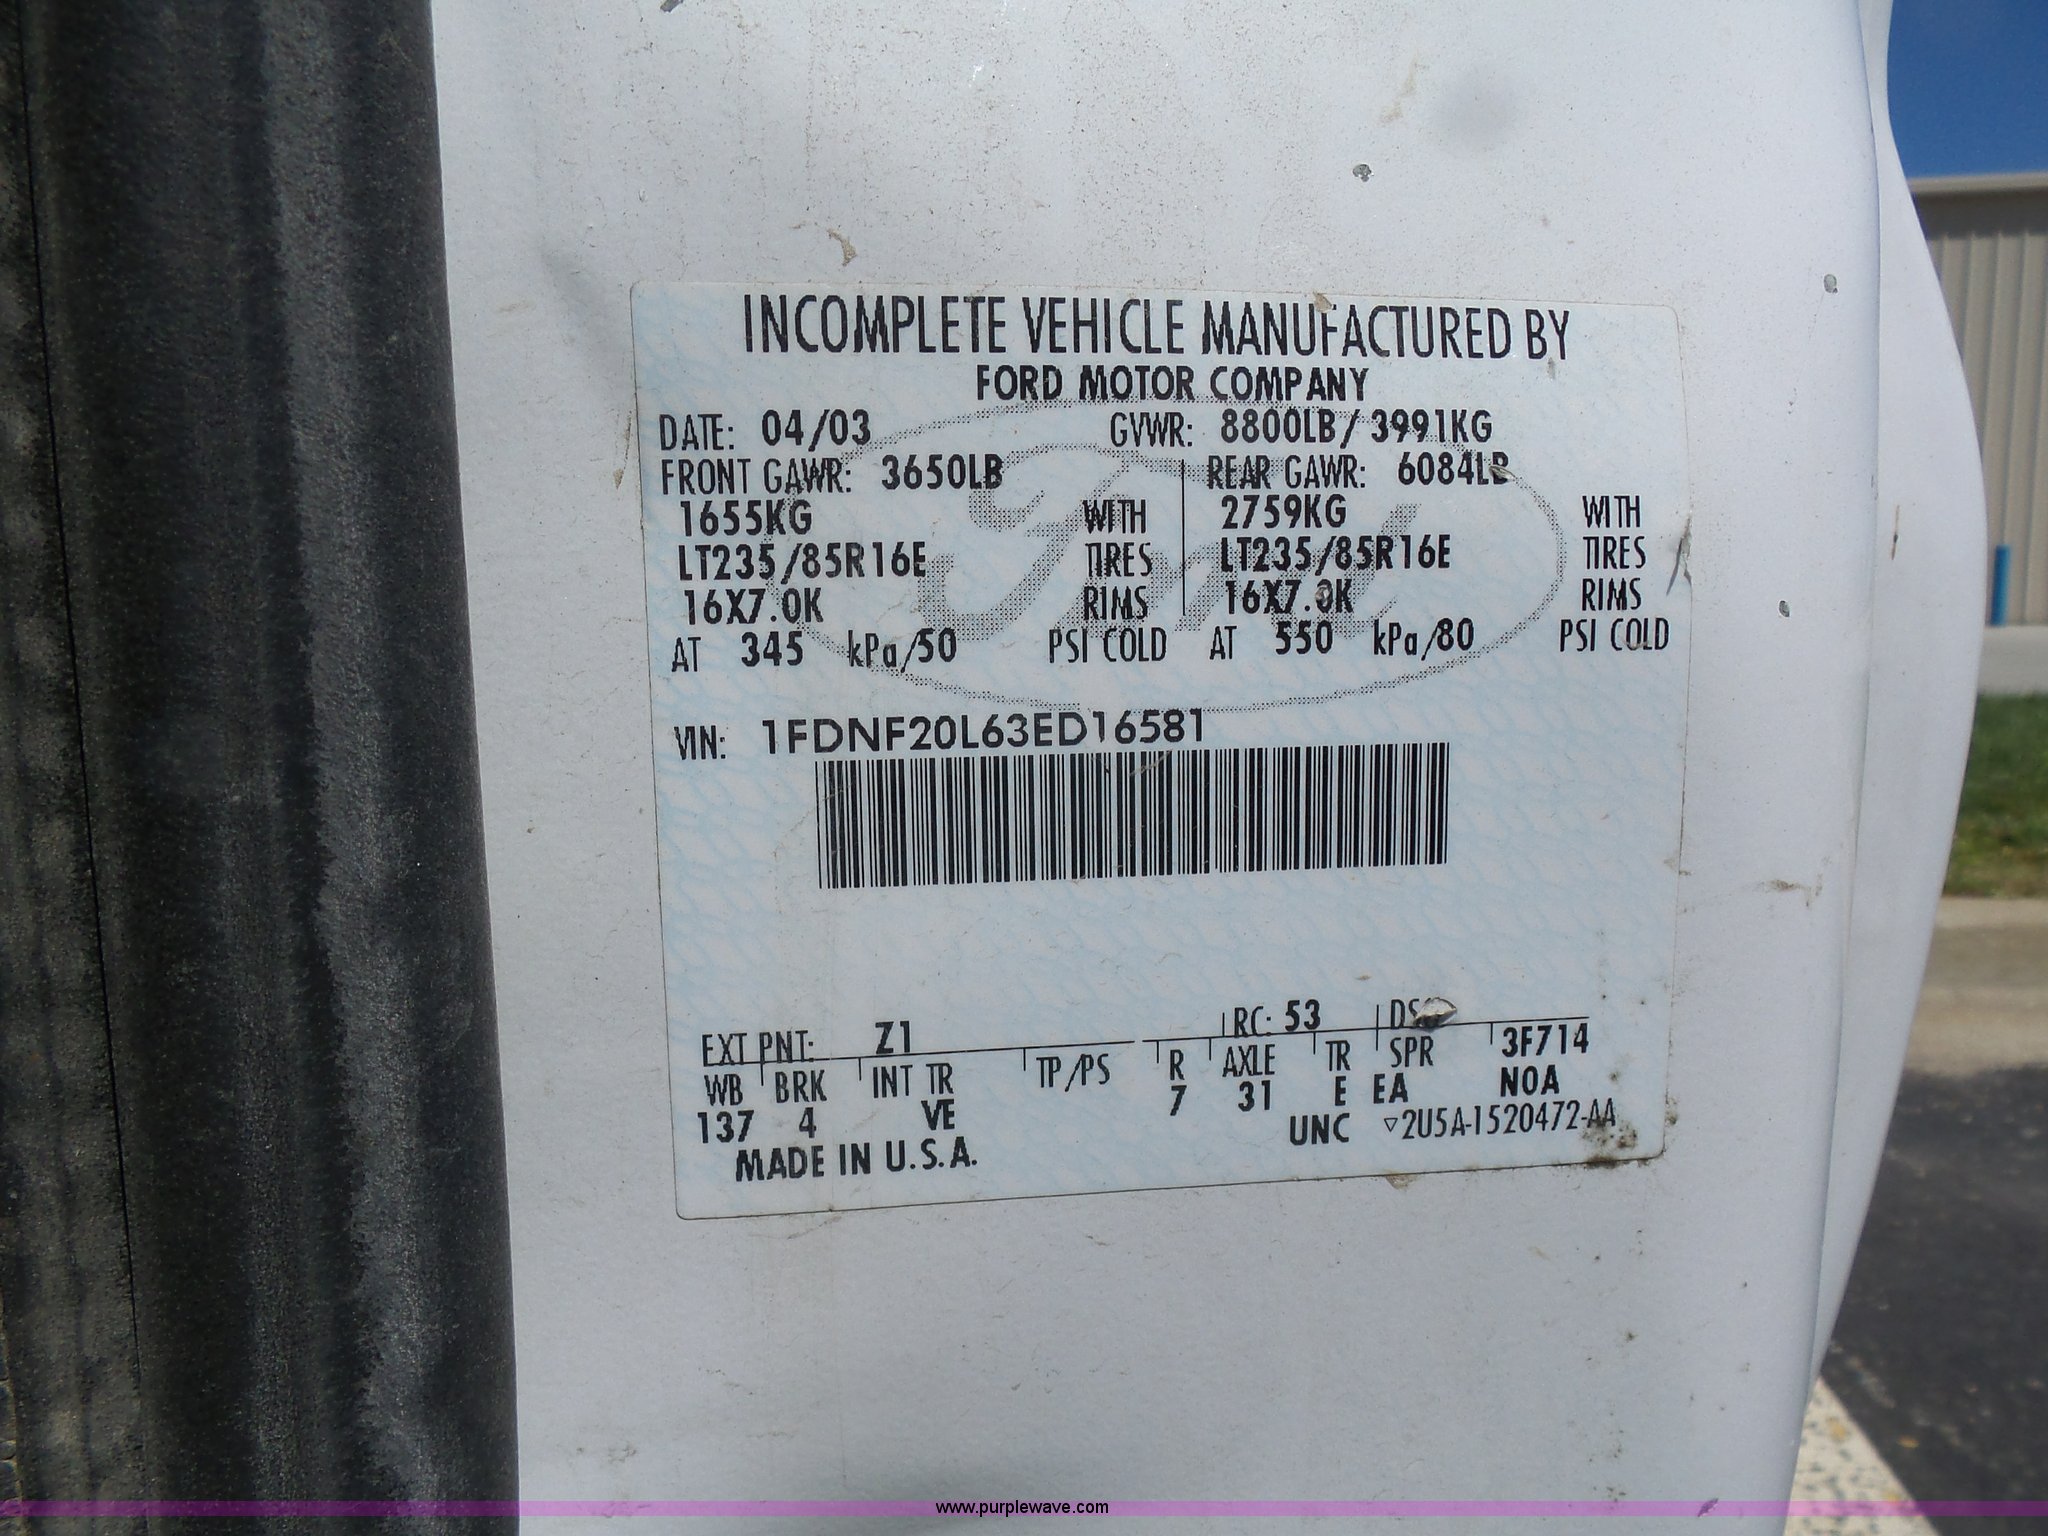 INCOMPLETE VEHICLE MANUFACTURED BY
FORD MOTOR COMPANY
DATE: 04/03 GVWR: 8800LB / 3991KG
FRONT GAWR: 3650LB REAR GAWR: 6084LB
1655KG WITH 2759KG WITH
LT235/85R16E TIRES LT235/85R16E TIRES
16X7.0K RIMS 16X7.0K RIMS
AT 345 kPa/50 PSI COLD AT 550 kPa/80 PSI COLD
Ford
VIN: 1FDNF20L63ED16581
EXT PNT: Z1 RC: 53
WB BRK INT TR TP/PS R AXLE TR SPR 3F714
137 4 VE 7 31 E EA NOA
UNC ▽2U5A-1520472-AA
MADE IN U.S.A.
www.purplewave.com